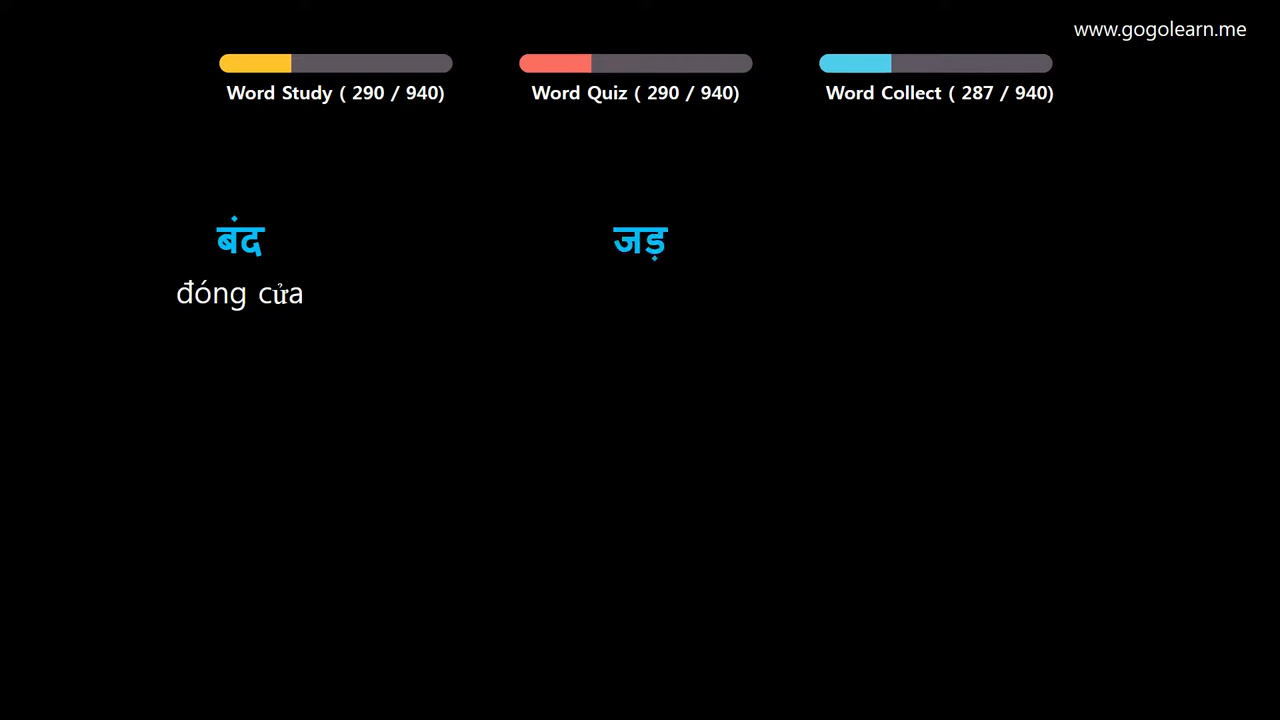 www.gogolearn.me
Word Study ( 290 / 940)
Word Quiz ( 290 / 940)
Word Collect ( 287 / 940)
बंद
đóng cửa
जड़